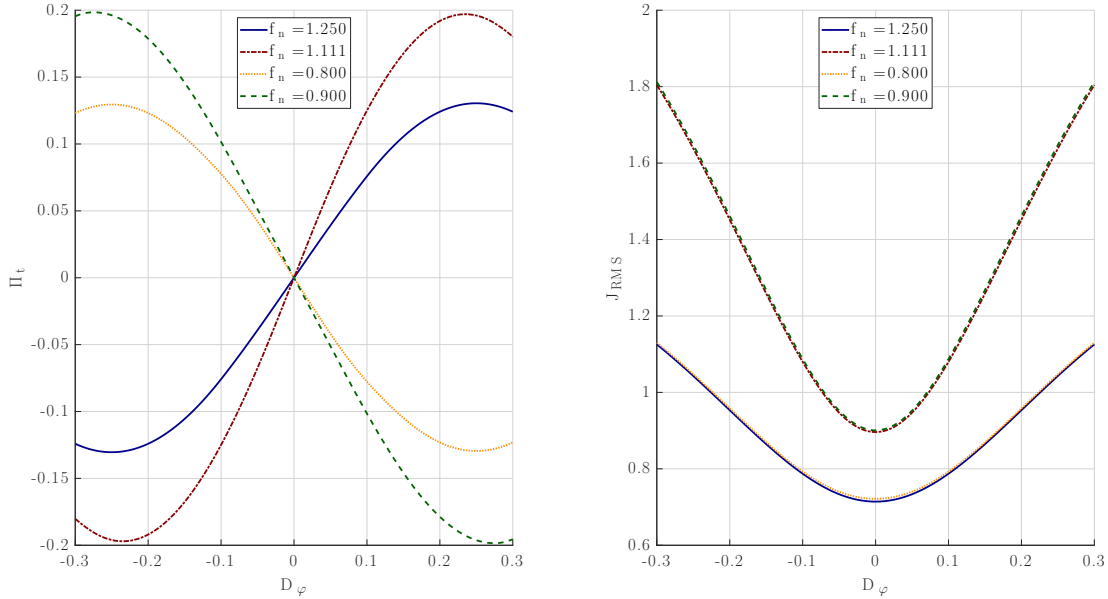 0.2
0.15
0.1
0.05
0
-0.05
-0.1
-0.15
-0.2
Π t
-0.3 -0.2 -0.1 0 0.1 0.2 0.3
D φ
f n =1.250
f n =1.111
f n =0.800
f n =0.900
2
1.8
1.6
1.4
1.2
1
0.8
0.6
J RMS
-0.3 -0.2 -0.1 0 0.1 0.2 0.3
D φ
f n =1.250
f n =1.111
f n =0.800
f n =0.900